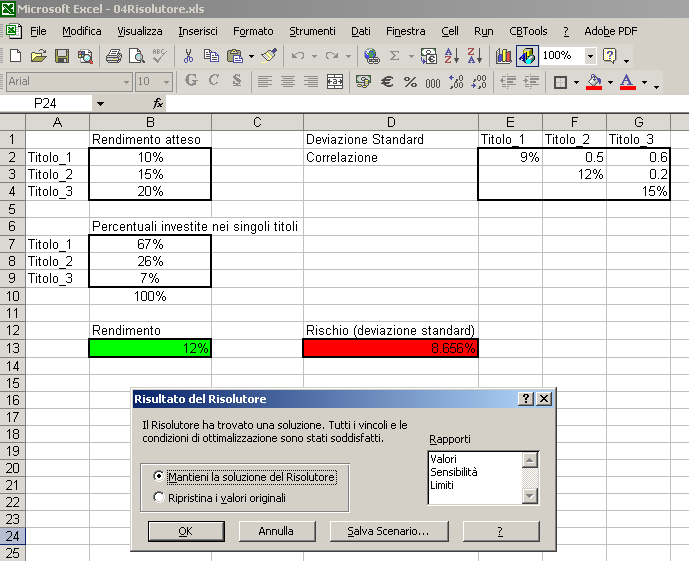 Microsoft Excel - 04Risolutore.xls
File Modifica Visualizza Inserisci Formato Strumenti Dati Finestra Cell Run CBTools ? Adobe PDF
100%
Arial 10 G C S € % 000
P24 fx
A B C D E F G
1 Rendimento atteso Deviazione Standard Titolo_1 Titolo_2 Titolo_3
2 Titolo_1 10% Correlazione 9% 0.5 0.6
3 Titolo_2 15% 12% 0.2
4 Titolo_3 20% 15%
5
6 Percentuali investite nei singoli titoli
7 Titolo_1 67%
8 Titolo_2 26%
9 Titolo_3 7%
10 100%
11
12 Rendimento Rischio (deviazione standard)
13 12% 8.656%
14
15
16
17
18
19
20
21
22
23
24
25
Risultato del Risolutore
Il Risolutore ha trovato una soluzione. Tutti i vincoli e le
condizioni di ottimalizzazione sono stati soddisfatti.
Rapporti
Valori
Sensibilità
Limiti
Mantieni la soluzione del Risolutore
Ripristina i valori originali
OK Annulla Salva Scenario... ?